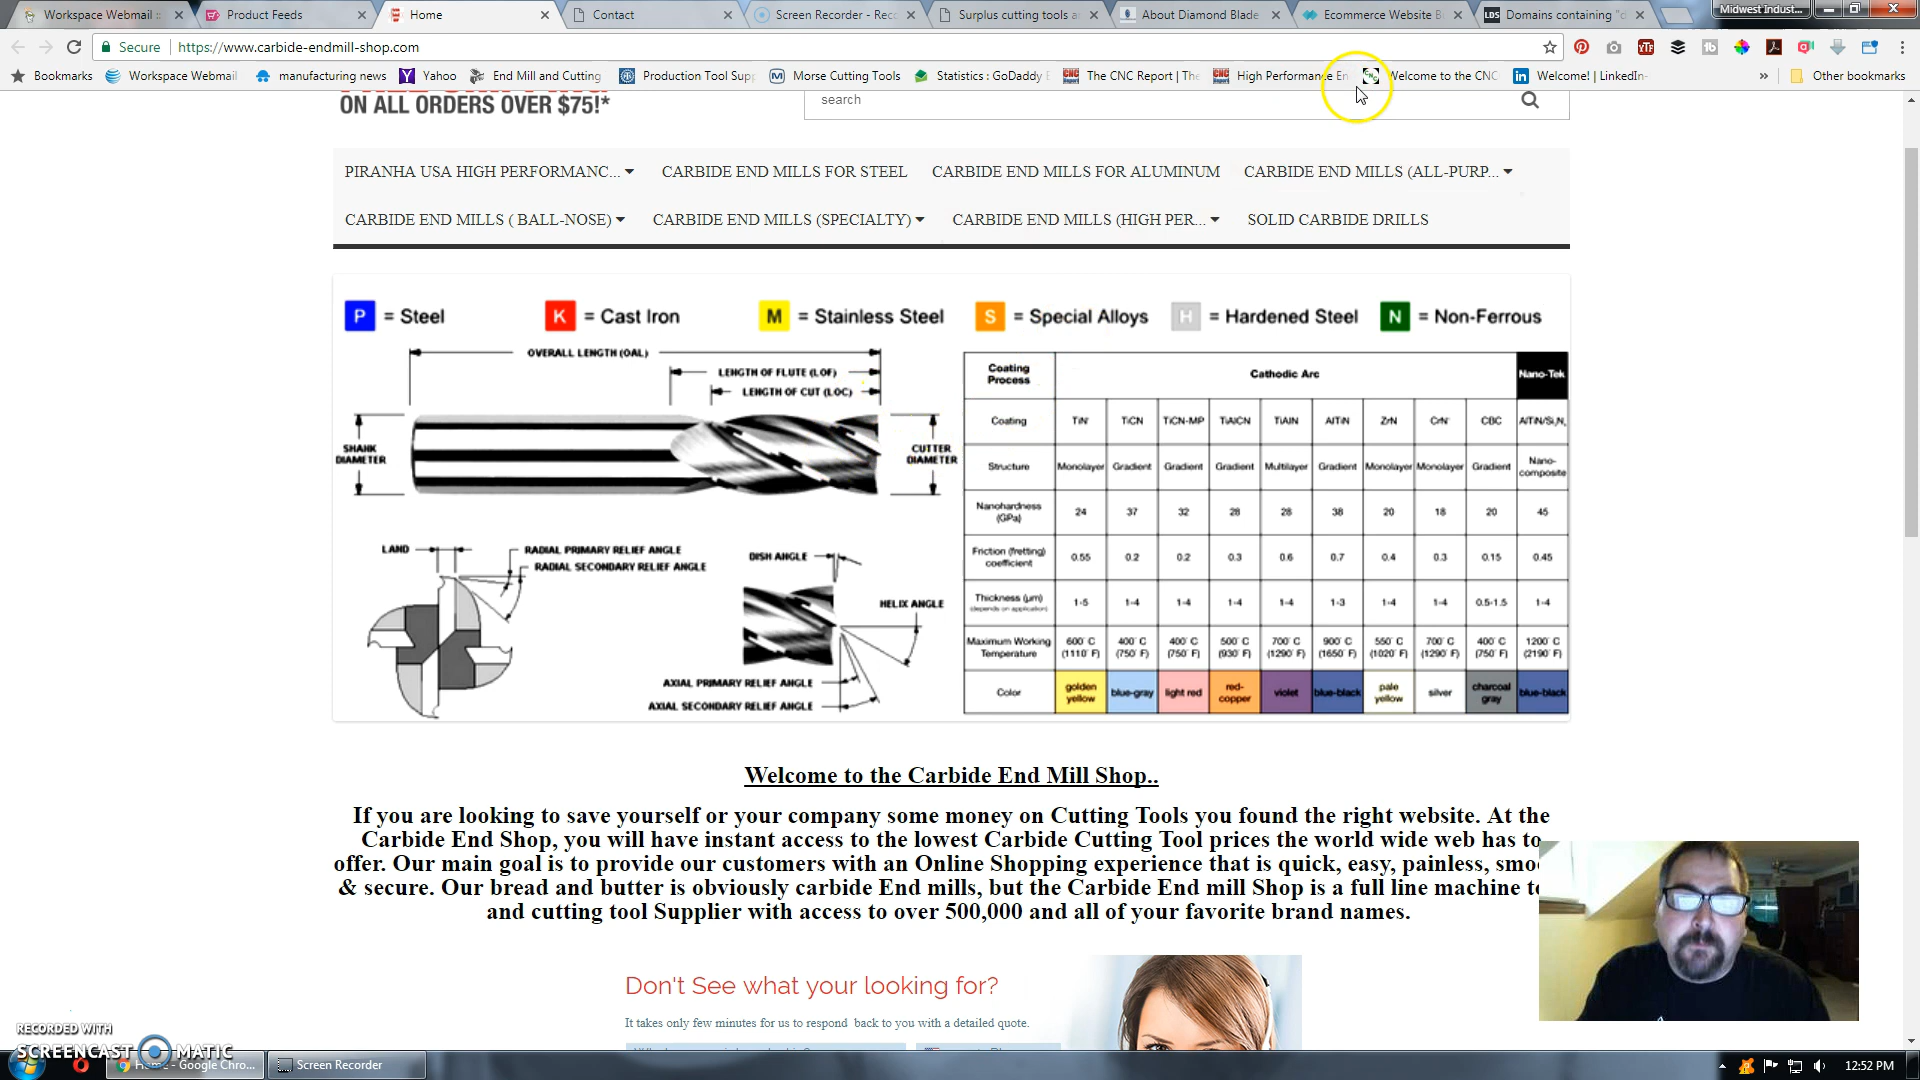 Workspace Webmail ::
Product Feeds
Home
Contact
Screen Recorder - Rec
Surplus cutting tools a
About Diamond Blade
Ecommerce Website B
LDS Domains containing "d
Midwest Indust...
Secure https://www.carbide-endmill-shop.com
Bookmarks
Workspace Webmail
manufacturing news
Yahoo
End Mill and Cutting
Production Tool Supp
Morse Cutting Tools
Statistics : GoDaddy E
The CNC Report | The
High Performance En
Welcome to the CNC
Welcome! | LinkedIn-
Other bookmarks
ON ALL ORDERS OVER $75!*
search
PIRANHA USA HIGH PERFORMANC...
CARBIDE END MILLS FOR STEEL
CARBIDE END MILLS FOR ALUMINUM
CARBIDE END MILLS (ALL-PURP...
CARBIDE END MILLS ( BALL-NOSE)
CARBIDE END MILLS (SPECIALTY)
CARBIDE END MILLS (HIGH PER...
SOLID CARBIDE DRILLS
P = Steel
K = Cast Iron
M = Stainless Steel
S = Special Alloys
H = Hardened Steel
N = Non-Ferrous
OVERALL LENGTH (OAL)
LENGTH OF FLUTE (LOF)
LENGTH OF CUT (LOC)
SHANK
DIAMETER
CUTTER
DIAMETER
LAND
RADIAL PRIMARY RELIEF ANGLE
RADIAL SECONDARY RELIEF ANGLE
DISH ANGLE
HELIX ANGLE
AXIAL PRIMARY RELIEF ANGLE
AXIAL SECONDARY RELIEF ANGLE
Coating Process Cathodic Arc Nano-Tek
Coating TiN TiCN TiCN-MP TiAlCN TiAlN AlTiN ZrN CrN CBC AlTiN/Si3N4
Structure Monolayer Gradient Gradient Gradient Multilayer Gradient Monolayer Monolayer Gradient Nano-composite
Nanohardness (GPa) 24 37 32 28 28 38 20 18 20 45
Friction (fretting) coefficient 0.55 0.2 0.2 0.3 0.6 0.7 0.4 0.3 0.15 0.45
Thickness (µm) (depends on application) 1-5 1-4 1-4 1-4 1-4 1-3 1-4 1-4 0.5-1.5 1-4
Maximum Working Temperature 600° C (1110° F) 400° C (750° F) 400° C (750° F) 500° C (930° F) 700° C (1290° F) 900° C (1650° F) 550° C (1020° F) 700° C (1290° F) 400° C (750° F) 1200° C (2190° F)
Color golden yellow blue-gray light red red-copper violet blue-black pale yellow silver charcoal gray blue-black
Welcome to the Carbide End Mill Shop..
If you are looking to save yourself or your company some money on Cutting Tools you found the right website. At the
Carbide End Shop, you will have instant access to the lowest Carbide Cutting Tool prices the world wide web has to
offer. Our main goal is to provide our customers with an Online Shopping experience that is quick, easy, painless, smo
& secure. Our bread and butter is obviously carbide End mills, but the Carbide End mill Shop is a full line machine to
and cutting tool Supplier with access to over 500,000 and all of your favorite brand names.
Don't See what your looking for?
It takes only few minutes for us to respond back to you with a detailed quote.
RECORDED WITH
SCREENCAST MATIC
Home - Google Chro...
Screen Recorder
12:52 PM